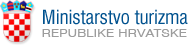 Ministarstvo turizma
REPUBLIKE HRVATSKE